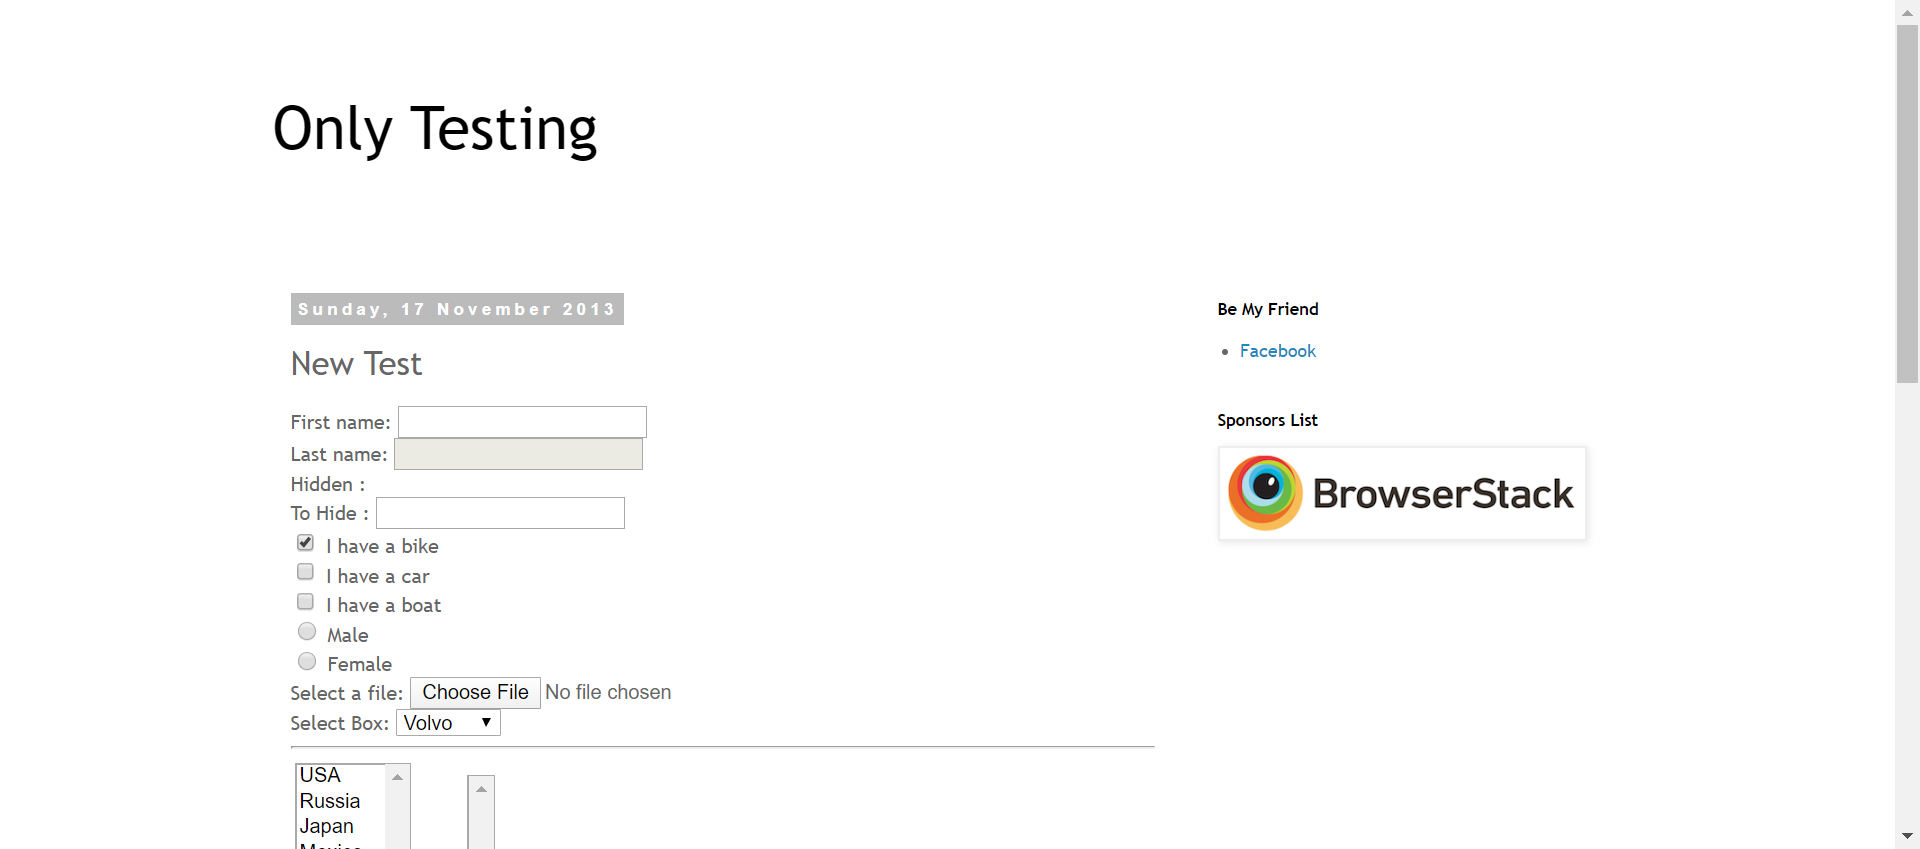 Only Testing
Sunday, 17 November 2013
New Test
First name:
Last name:
Hidden :
To Hide :
I have a bike
I have a car
I have a boat
Male
Female
Select a file: Choose File No file chosen
Select Box: Volvo
USA
Russia
Japan
Be My Friend
Facebook
Sponsors List
BrowserStack